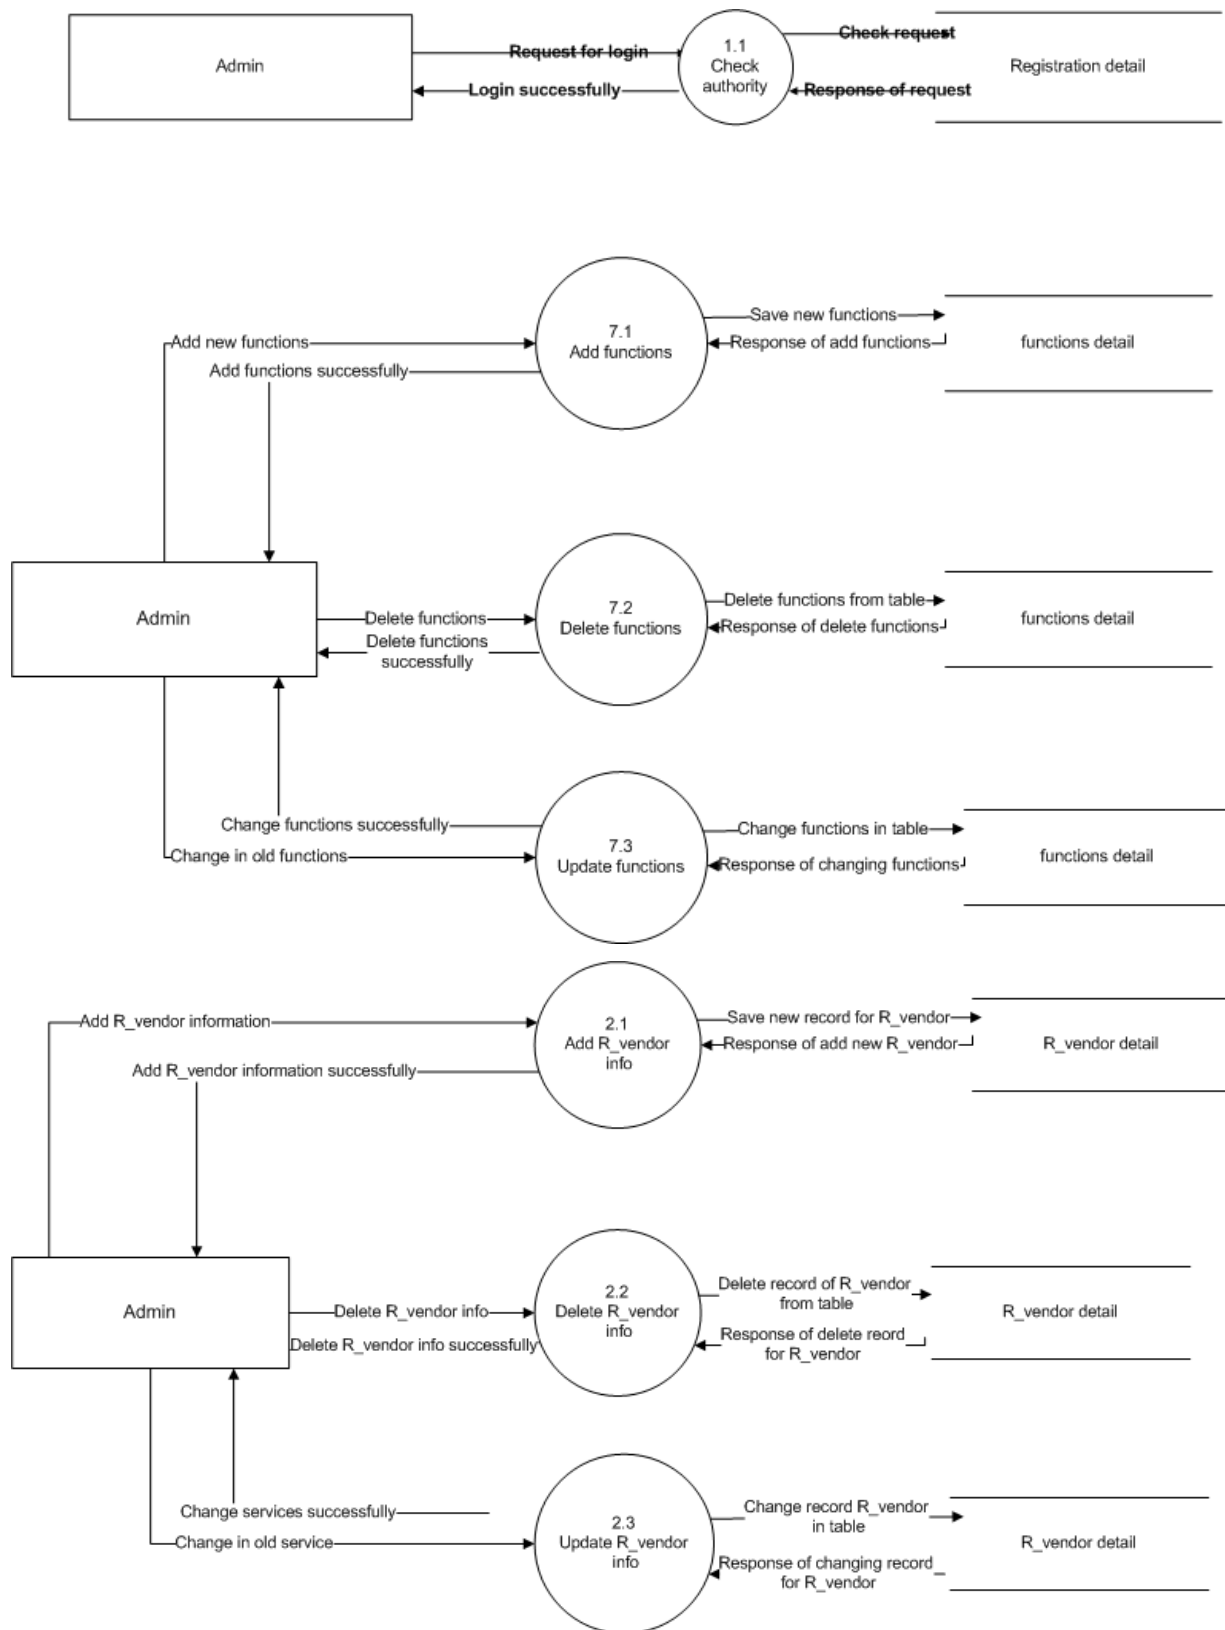 Admin
Request for login
Login successfully
1.1
Check
authority
Check request
Response of request
Registration detail
Add new functions
Add functions successfully
7.1
Add functions
Save new functions
Response of add functions
functions detail
Admin
Delete functions
Delete functions
successfully
7.2
Delete functions
Delete functions from table
Response of delete functions
functions detail
Change functions successfully
Change in old functions
7.3
Update functions
Change functions in table
Response of changing functions
functions detail
Add R_vendor information
Add R_vendor information successfully
2.1
Add R_vendor
info
Save new record for R_vendor
Response of add new R_vendor
R_vendor detail
Admin
Delete R_vendor info
Delete R_vendor info successfully
2.2
Delete R_vendor
info
Delete record of R_vendor
from table
Response of delete reord
for R_vendor
R_vendor detail
Change services successfully
Change in old service
2.3
Update R_vendor
info
Change record R_vendor
in table
Response of changing record
for R_vendor
R_vendor detail